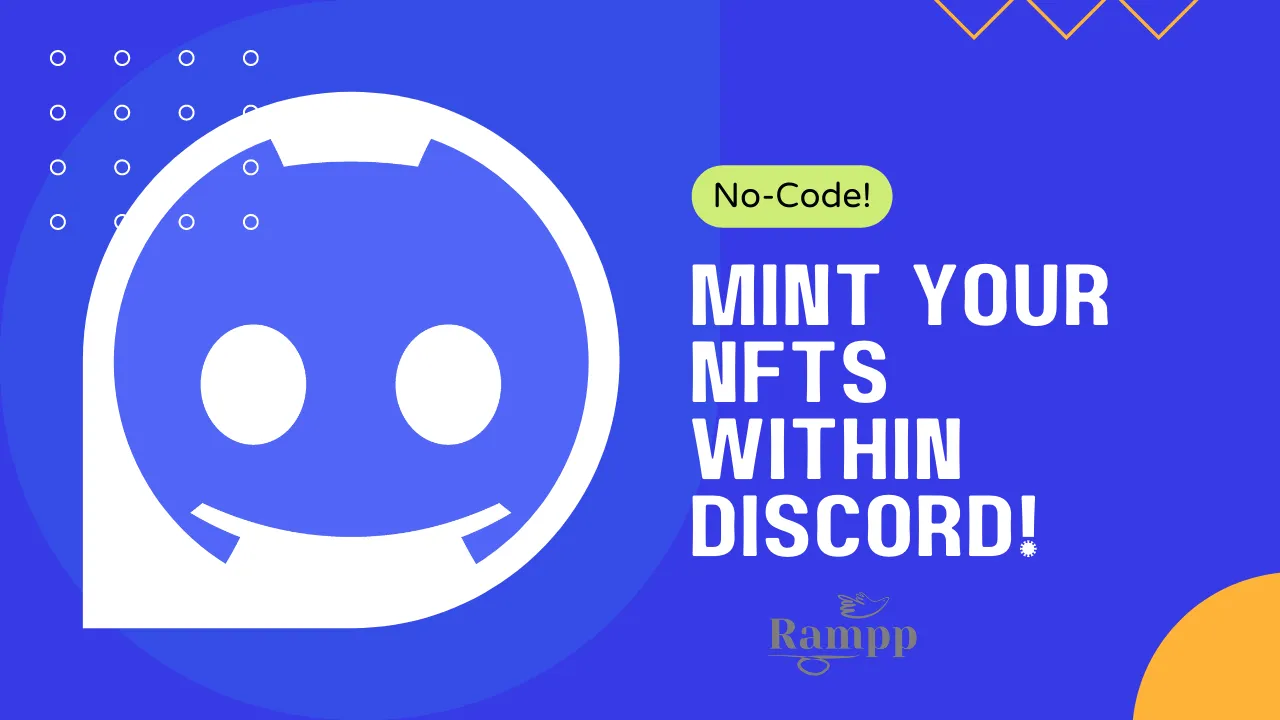 No-Code!
MINT YOUR
NFTS
WITHIN
DISCORD!
Rampp